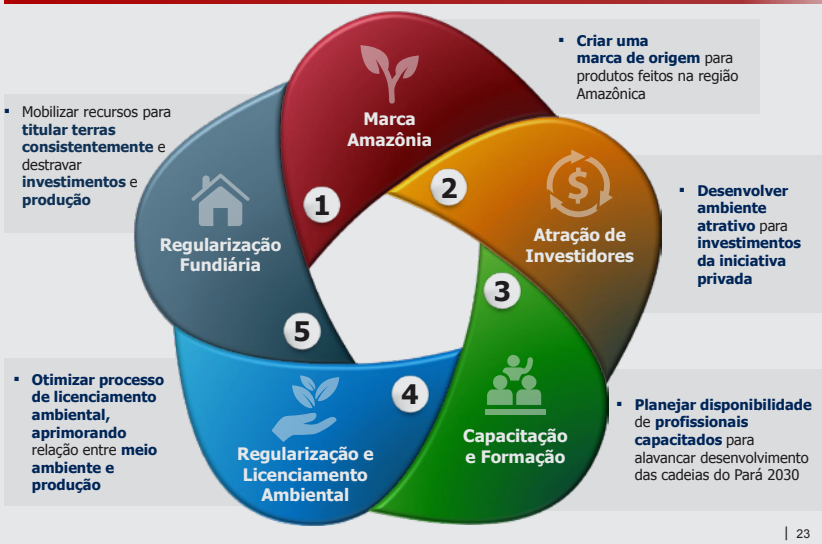 Marca
Amazônia
1
▪ Criar uma
marca de origem para
produtos feitos na região
Amazônica
2
Atração de
Investidores
▪ Desenvolver
ambiente
atrativo para
investimentos
da iniciativa
privada
3
Capacitação
e Formação
▪ Planejar disponibilidade
de profissionais
capacitados para
alavancar desenvolvimento
das cadeias do Pará 2030
4
Regularização e
Licenciamento
Ambiental
▪ Otimizar processo
de licenciamento
ambiental,
aprimorando
relação entre meio
ambiente e
produção
5
Regularização
Fundiária
▪ Mobilizar recursos para
titular terras
consistentemente e
destravar
investimentos e
produção
| 23